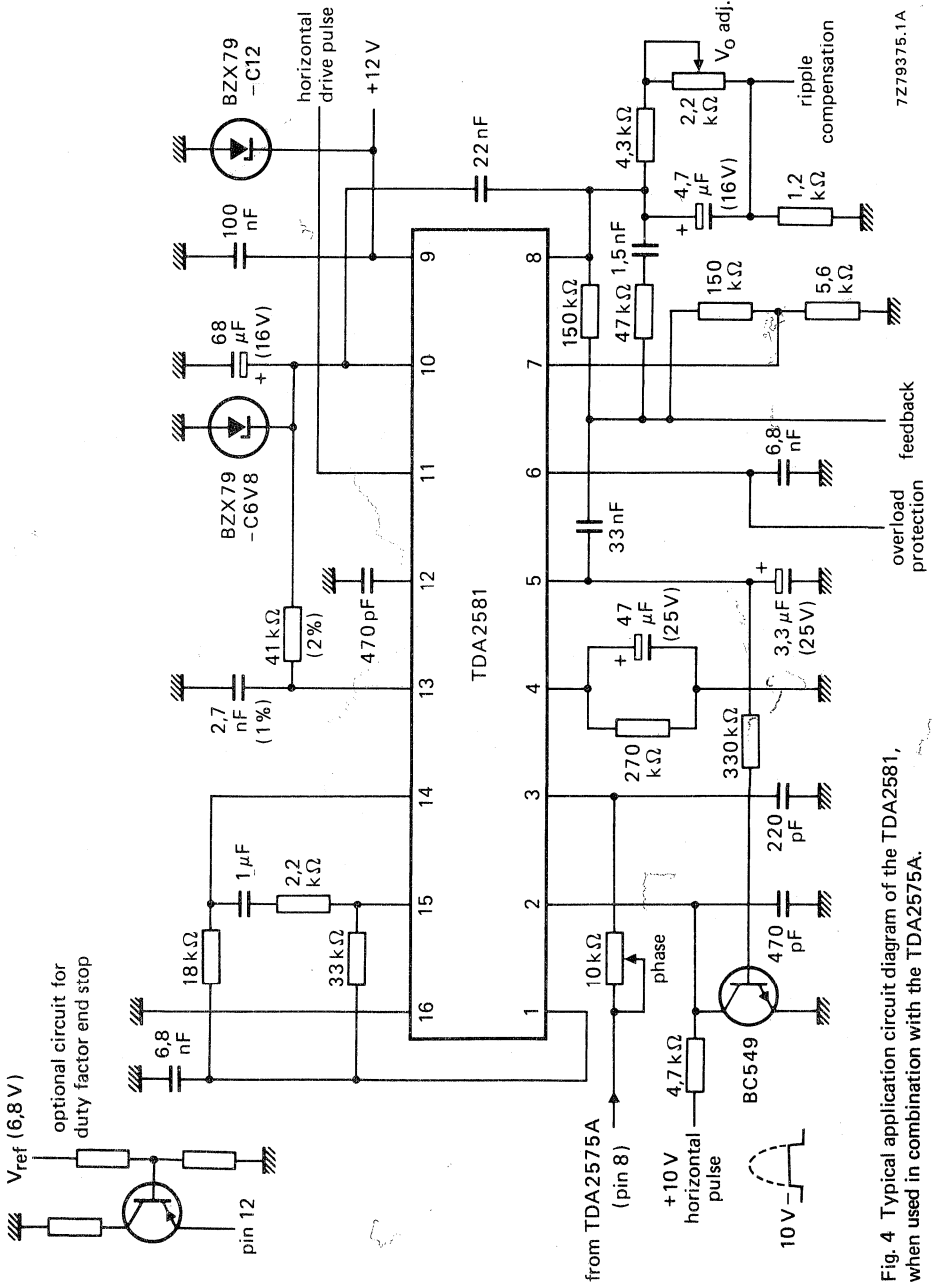 V_ref (6,8 V)
optional circuit for
duty factor end stop
pin 12
6,8
nF
18 kΩ
1 µF
2,2
kΩ
33 kΩ
2,7
nF
(1%)
41 kΩ
(2%)
470 pF
BZX79
-C6V8
68
µF
(16 V)
+
100
nF
BZX79
-C12
horizontal
drive pulse
+12 V
22 nF
16
15
14
13
12
11
10
9
TDA2581
1
2
3
4
5
6
7
8
from TDA2575A
(pin 8)
10 kΩ
phase
+10 V
horizontal
pulse
4,7 kΩ
10 V
BC549
470
pF
220
pF
330 kΩ
270
kΩ
+
47
µF
(25 V)
33 nF
+
3,3 µF
(25 V)
6,8
nF
overload
protection
feedback
150 kΩ
47 kΩ
1,5 nF
150
kΩ
5,6
kΩ
4,3 kΩ
+
4,7
µF
(16 V)
1,2
kΩ
2,2
kΩ
V_o adj.
ripple
compensation
7Z79375.1A
Fig. 4 Typical application circuit diagram of the TDA2581,
when used in combination with the TDA2575A.